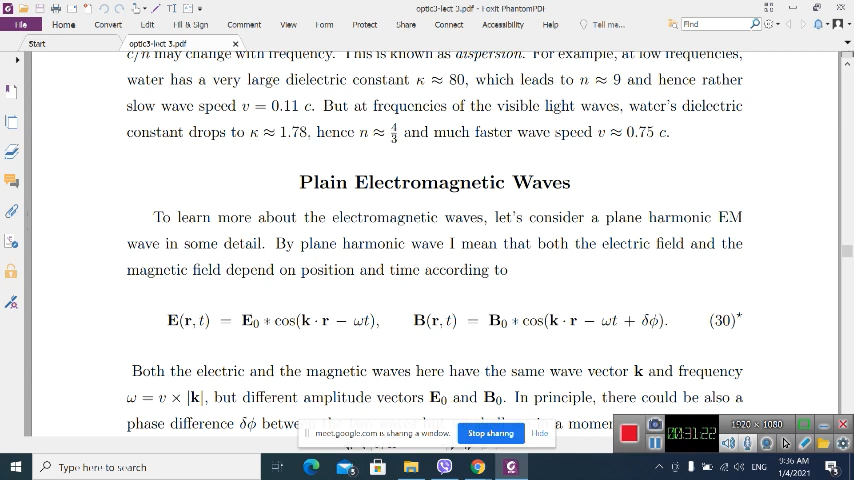 optic3-lect 3.pdf - Foxit PhantomPDF
File Home Convert Edit Fill & Sign Comment View Form Protect Share Connect Accessibility Help Tell me... Find
Start optic3-lect 3.pdf
c/n may change with frequency. This is known as dispersion. For example, at low frequencies,
water has a very large dielectric constant κ ≈ 80, which leads to n ≈ 9 and hence rather
slow wave speed v = 0.11 c. But at frequencies of the visible light waves, water's dielectric
constant drops to κ ≈ 1.78, hence n ≈ 4/3 and much faster wave speed v ≈ 0.75 c.
Plain Electromagnetic Waves
To learn more about the electromagnetic waves, let's consider a plane harmonic EM
wave in some detail. By plane harmonic wave I mean that both the electric field and the
magnetic field depend on position and time according to
E(r, t) = E₀ * cos(k · r − ωt), B(r, t) = B₀ * cos(k · r − ωt + δϕ). (30)*
Both the electric and the magnetic waves here have the same wave vector k and frequency
ω = v × |k|, but different amplitude vectors E₀ and B₀. In principle, there could be also a
phase difference δϕ betwe
meet.google.com is sharing a window. Stop sharing Hide
in a mome
00:31:22 1920 × 1080
Type here to search
ENG 9:36 AM
1/4/2021